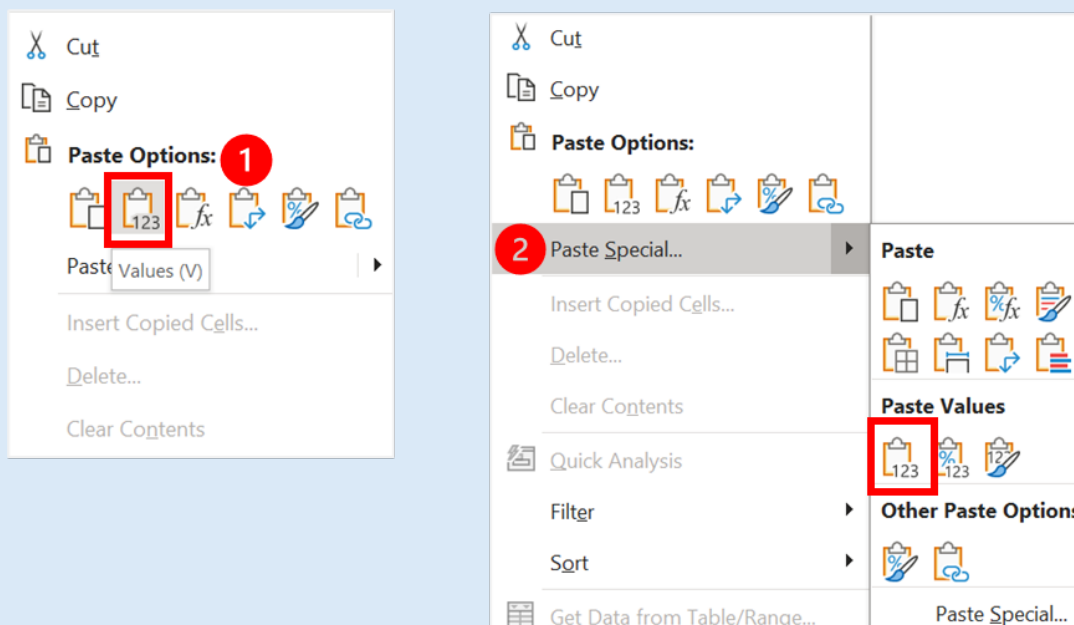 Cut
Copy
Paste Options:
1
123
fx
%
Paste
Values (V)
Insert Copied Cells...
Delete...
Clear Contents
Cut
Copy
Paste Options:
123
fx
%
2
Paste Special...
Insert Copied Cells...
Delete...
Clear Contents
Quick Analysis
Filter
Sort
Get Data from Table/Range...
Paste
fx
%fx
Paste Values
123
%123
123
Other Paste Options
%
Paste Special...